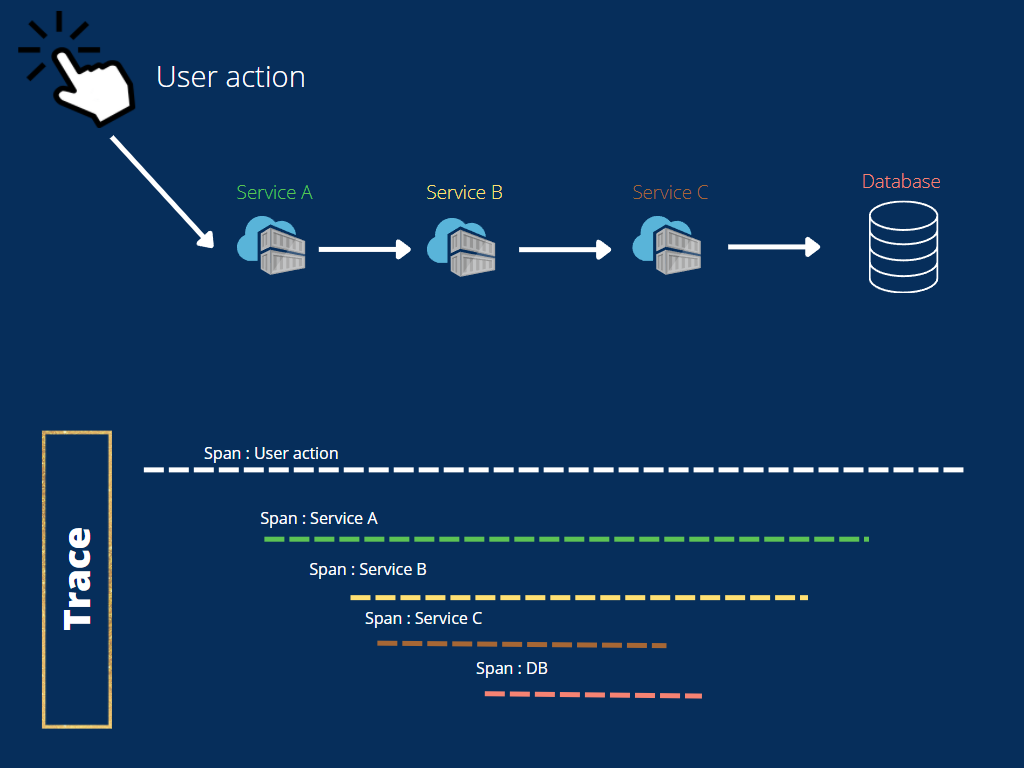 User action
Service A
Service B
Service C
Database
Trace
Span : User action
Span : Service A
Span : Service B
Span : Service C
Span : DB